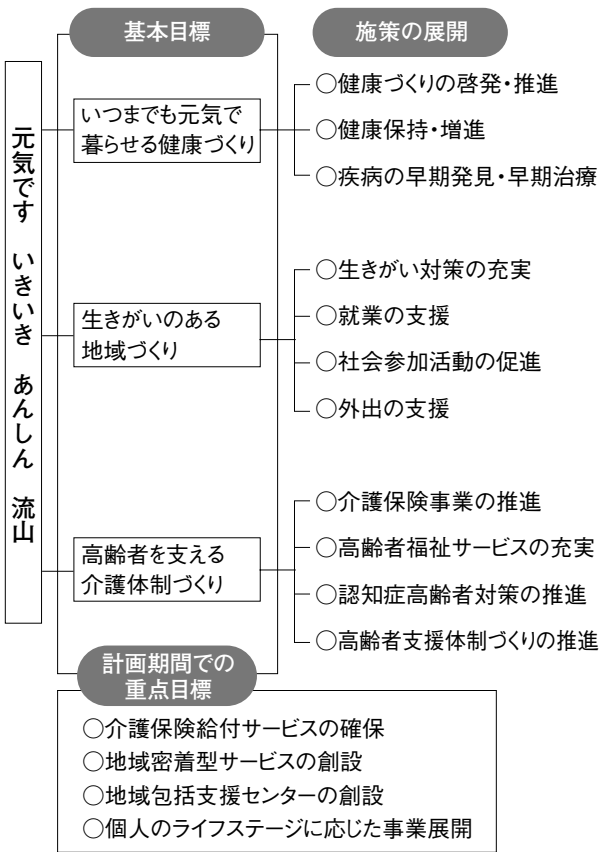 基本目標
施策の展開
元気です いきいき あんしん 流山
いつまでも元気で
暮らせる健康づくり
○健康づくりの啓発・推進
○健康保持・増進
○疾病の早期発見・早期治療
生きがいのある
地域づくり
○生きがい対策の充実
○就業の支援
○社会参加活動の促進
○外出の支援
高齢者を支える
介護体制づくり
○介護保険事業の推進
○高齢者福祉サービスの充実
○認知症高齢者対策の推進
○高齢者支援体制づくりの推進
計画期間での
重点目標
○介護保険給付サービスの確保
○地域密着型サービスの創設
○地域包括支援センターの創設
○個人のライフステージに応じた事業展開